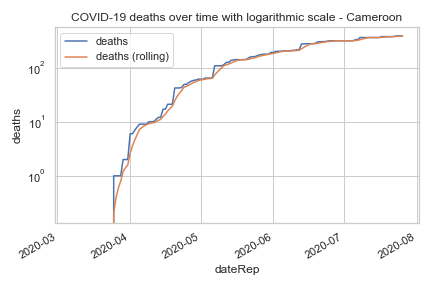 COVID-19 deaths over time with logarithmic scale - Cameroon
deaths
deaths (rolling)
deaths
10²
10¹
10⁰
2020-03
2020-04
2020-05
2020-06
2020-07
2020-08
dateRep